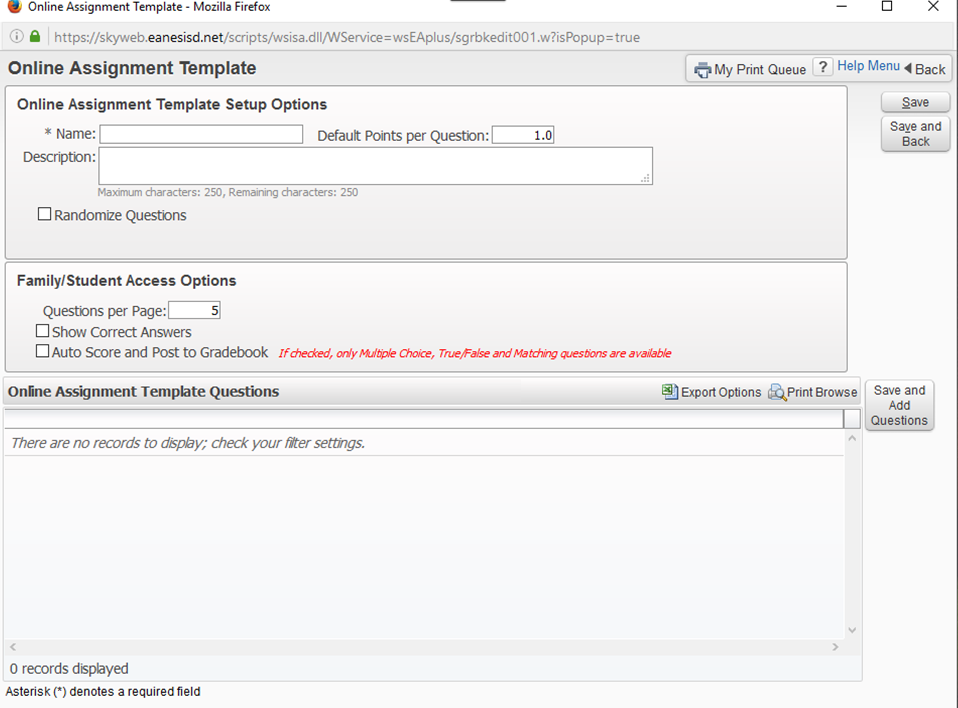 Online Assignment Template - Mozilla Firefox
https://skyweb.eanesisd.net/scripts/wsisa.dll/WService=wsEAplus/sgrbkedit001.w?isPopup=true
Online Assignment Template
My Print Queue ? Help Menu Back
Online Assignment Template Setup Options
Save
* Name: Default Points per Question: 1.0
Save and
Back
Description:
Maximum characters: 250, Remaining characters: 250
Randomize Questions
Family/Student Access Options
Questions per Page: 5
Show Correct Answers
Auto Score and Post to Gradebook If checked, only Multiple Choice, True/False and Matching questions are available
Online Assignment Template Questions Export Options Print Browse
Save and
Add
Questions
There are no records to display; check your filter settings.
0 records displayed
Asterisk (*) denotes a required field